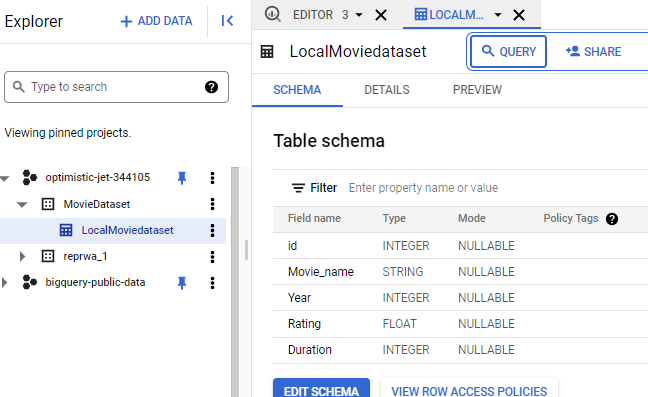 Explorer
+ ADD DATA
Type to search
Viewing pinned projects.
optimistic-jet-344105
MovieDataset
LocalMoviedataset
reprwa_1
bigquery-public-data
EDITOR 3
LOCALM...
LocalMoviedataset
QUERY
SHARE
SCHEMA DETAILS PREVIEW
Table schema
Filter Enter property name or value
Field name Type Mode Policy Tags
id INTEGER NULLABLE
Movie_name STRING NULLABLE
Year INTEGER NULLABLE
Rating FLOAT NULLABLE
Duration INTEGER NULLABLE
EDIT SCHEMA VIEW ROW ACCESS POLICIES